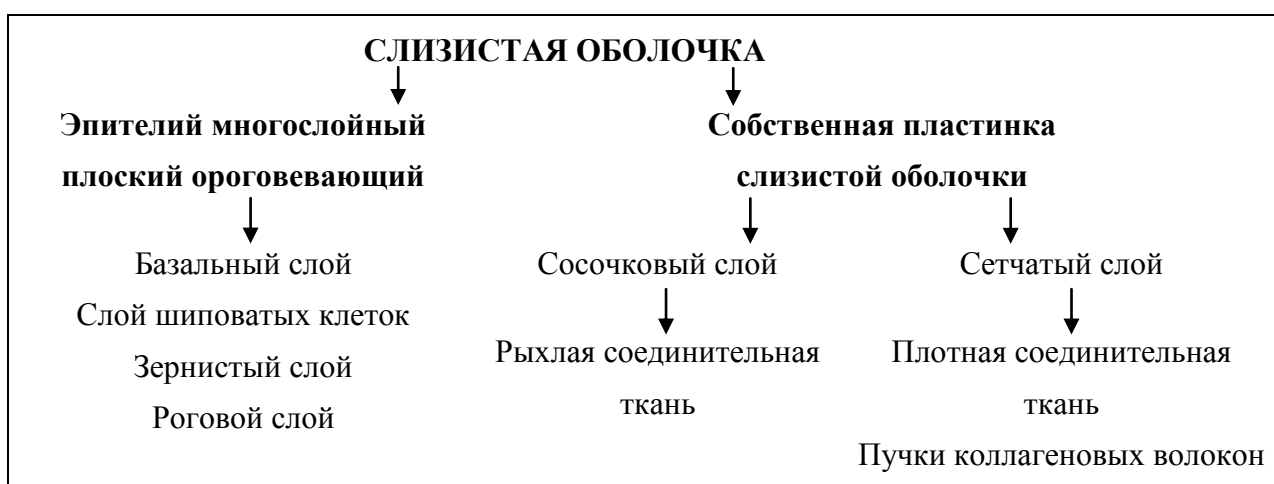 СЛИЗИСТАЯ ОБОЛОЧКА
Эпителий многослойный
плоский ороговевающий
Базальный слой
Слой шиповатых клеток
Зернистый слой
Роговой слой
Собственная пластинка
слизистой оболочки
Сосочковый слой
Рыхлая соединительная
ткань
Сетчатый слой
Плотная соединительная
ткань
Пучки коллагеновых волокон